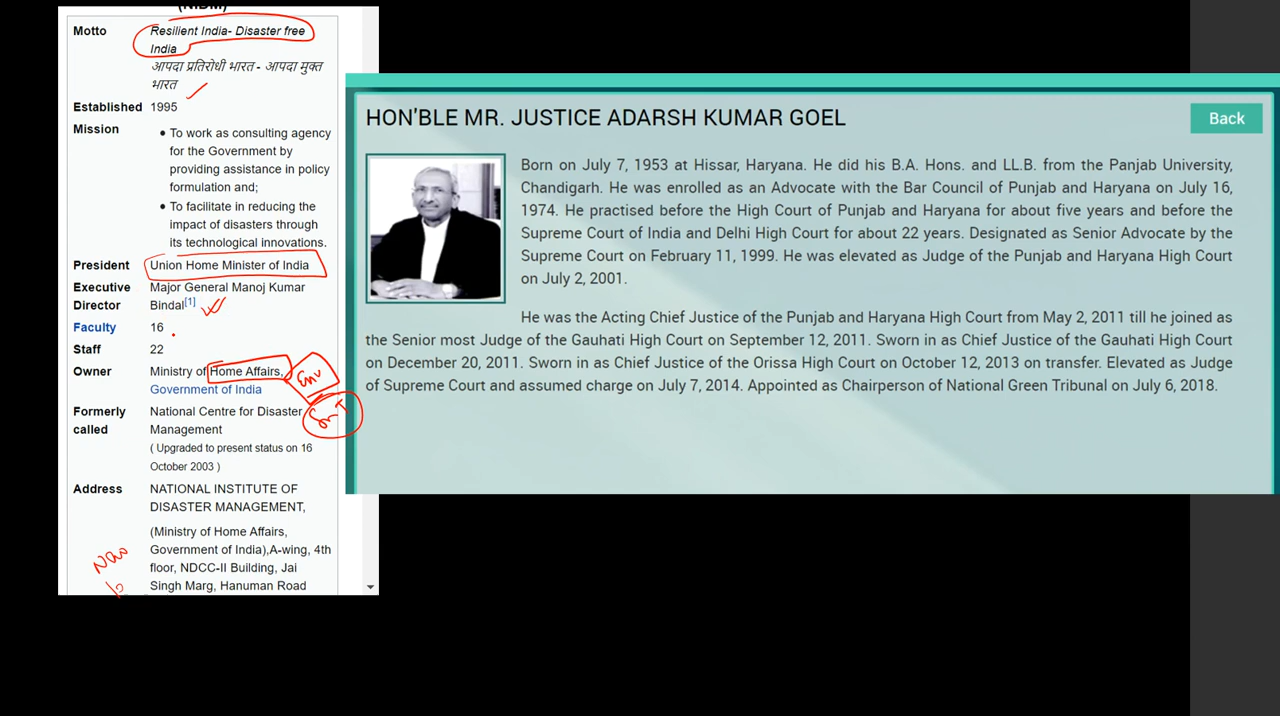 (NIDM)
Motto
Resilient India- Disaster free
India
आपदा प्रतिरोधी भारत - आपदा मुक्त
भारत
Established 1995
Mission
• To work as consulting agency
for the Government by
providing assistance in policy
formulation and;
• To facilitate in reducing the
impact of disasters through
its technological innovations.
President Union Home Minister of India
Executive Major General Manoj Kumar
Director Bindal[1]
Faculty 16
Staff 22
Owner Ministry of Home Affairs,
Government of India
Env
Formerly National Centre for Disaster
called Management
( Upgraded to present status on 16
October 2003 )
Address NATIONAL INSTITUTE OF
DISASTER MANAGEMENT,
(Ministry of Home Affairs,
Government of India),A-wing, 4th
floor, NDCC-II Building, Jai
Singh Marg, Hanuman Road
HON'BLE MR. JUSTICE ADARSH KUMAR GOEL
Back
Born on July 7, 1953 at Hissar, Haryana. He did his B.A. Hons. and LL.B. from the Panjab University,
Chandigarh. He was enrolled as an Advocate with the Bar Council of Punjab and Haryana on July 16,
1974. He practised before the High Court of Punjab and Haryana for about five years and before the
Supreme Court of India and Delhi High Court for about 22 years. Designated as Senior Advocate by the
Supreme Court on February 11, 1999. He was elevated as Judge of the Punjab and Haryana High Court
on July 2, 2001.
He was the Acting Chief Justice of the Punjab and Haryana High Court from May 2, 2011 till he joined as
the Senior most Judge of the Gauhati High Court on September 12, 2011. Sworn in as Chief Justice of the Gauhati High Court
on December 20, 2011. Sworn in as Chief Justice of the Orissa High Court on October 12, 2013 on transfer. Elevated as Judge
of Supreme Court and assumed charge on July 7, 2014. Appointed as Chairperson of National Green Tribunal on July 6, 2018.